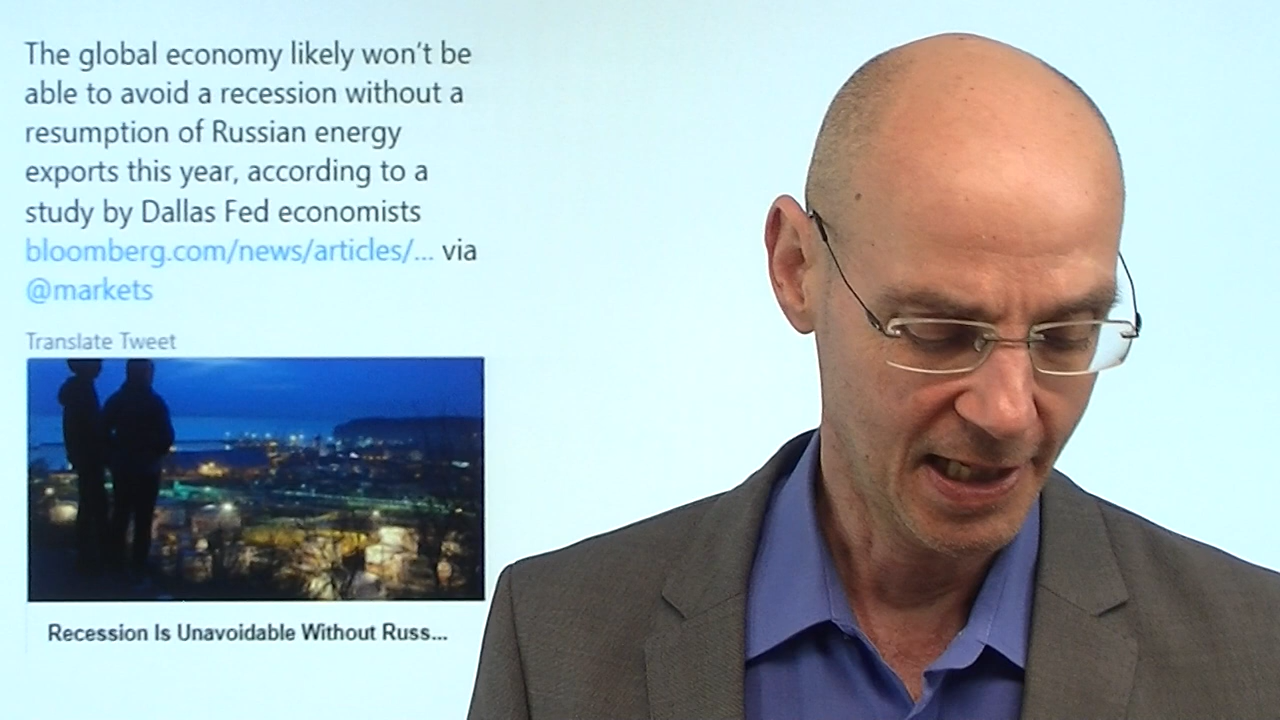 The global economy likely won't be
able to avoid a recession without a
resumption of Russian energy
exports this year, according to a
study by Dallas Fed economists
bloomberg.com/news/articles/... via
@markets
Translate Tweet
Recession Is Unavoidable Without Russ...